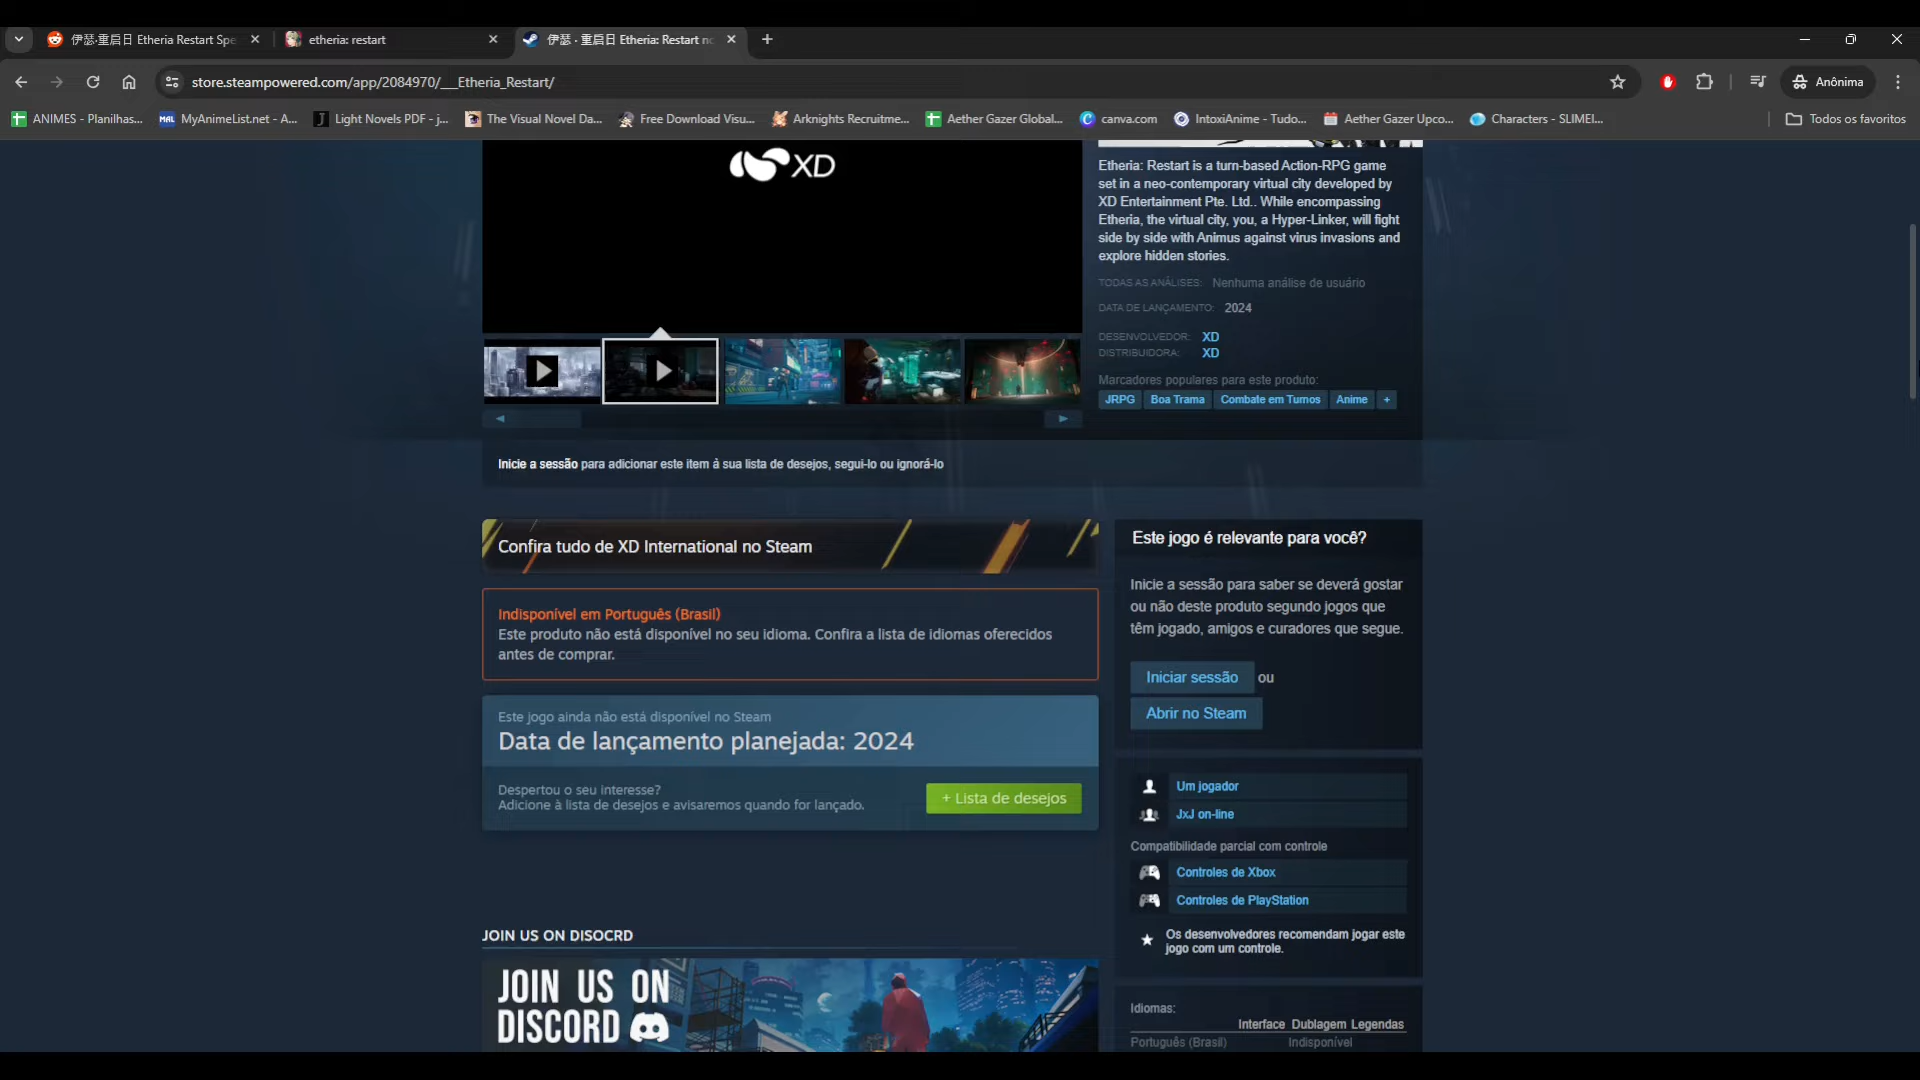 伊瑟·重启日 Etheria Restart Spe
etheria: restart
伊瑟 · 重启日 Etheria: Restart no
store.steampowered.com/app/2084970/___Etheria_Restart/
Anônima
ANIMES - Planilhas...
MAL
MyAnimeList.net - A...
J
Light Novels PDF - j...
The Visual Novel Da...
Free Download Visu...
Arknights Recruitme...
Aether Gazer Global...
canva.com
IntoxiAnime - Tudo...
Aether Gazer Upco...
Characters - SLIMEI...
Todos os favoritos
XD
Etheria: Restart is a turn-based Action-RPG game
set in a neo-contemporary virtual city developed by
XD Entertainment Pte. Ltd.. While encompassing
Etheria, the virtual city, you, a Hyper-Linker, will fight
side by side with Animus against virus invasions and
explore hidden stories.
TODAS AS ANÁLISES: Nenhuma análise de usuário
DATA DE LANÇAMENTO: 2024
DESENVOLVEDOR: XD
DISTRIBUIDORA: XD
Marcadores populares para este produto:
JRPG Boa Trama Combate em Turnos Anime +
Inicie a sessão para adicionar este item à sua lista de desejos, segui-lo ou ignorá-lo
Confira tudo de XD International no Steam
Indisponível em Português (Brasil)
Este produto não está disponível no seu idioma. Confira a lista de idiomas oferecidos
antes de comprar.
Este jogo ainda não está disponível no Steam
Data de lançamento planejada: 2024
Despertou o seu interesse?
Adicione à lista de desejos e avisaremos quando for lançado.
+ Lista de desejos
JOIN US ON DISOCRD
JOIN US ON
DISCORD
Este jogo é relevante para você?
Inicie a sessão para saber se deverá gostar
ou não deste produto segundo jogos que
têm jogado, amigos e curadores que segue.
Iniciar sessão ou
Abrir no Steam
Um jogador
JxJ on-line
Compatibilidade parcial com controle
Controles de Xbox
Controles de PlayStation
Os desenvolvedores recomendam jogar este
jogo com um controle.
Idiomas:
Interface Dublagem Legendas
Português (Brasil) Indisponível